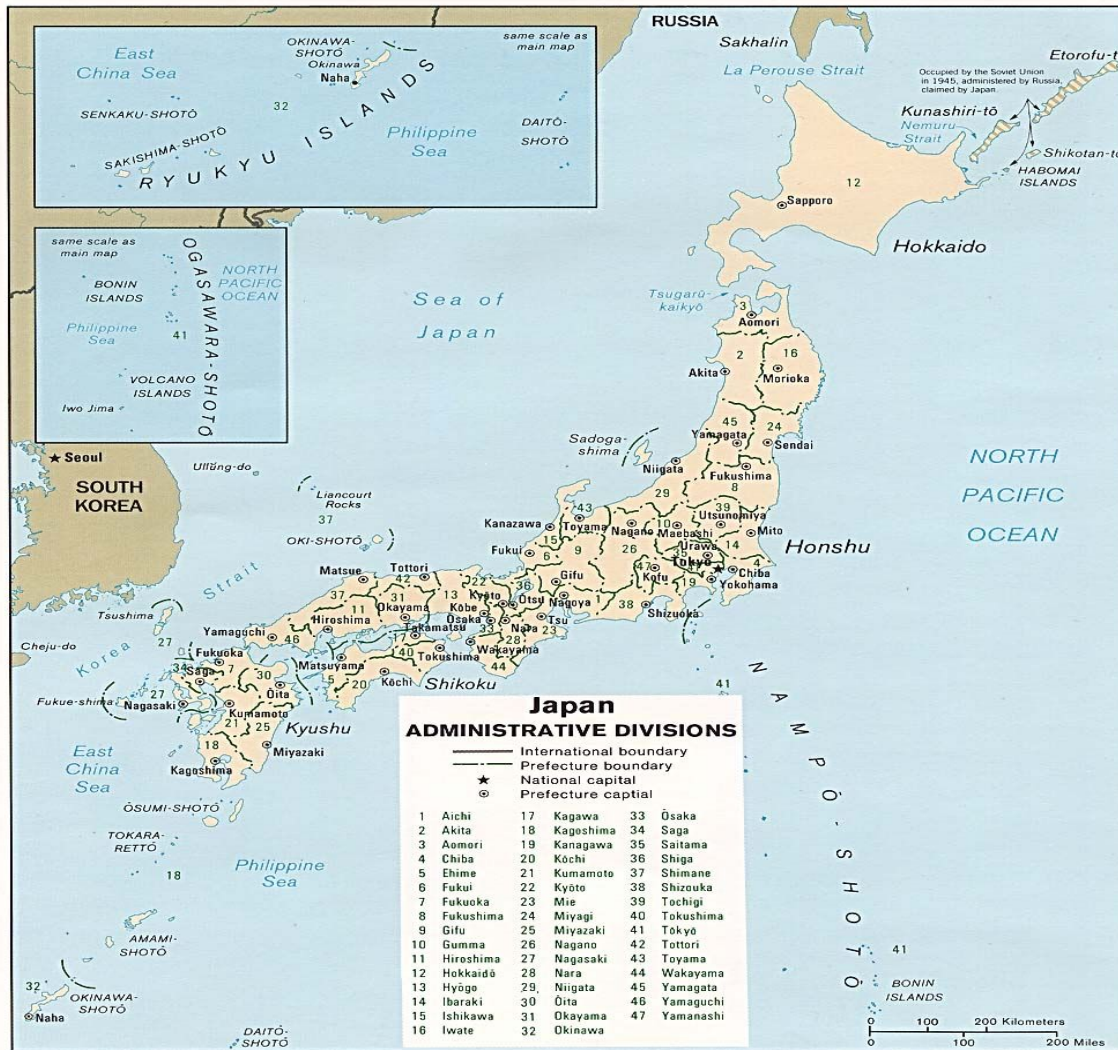 RUSSIA
Sakhalin
La Perouse Strait
Occupied by the Soviet Union
in 1945, administered by Russia,
claimed by Japan.
Etorofu-t
Kunashiri-tō
Nemuru
Strait
Shikotan-to
HABOMAI
ISLANDS
East
China Sea
OKINAWA-
SHOTŌ
Okinawa
Naha
same scale as
main map
32
SENKAKU-SHOTŌ
SAKISHIMA-SHOTŌ
RYUKYU ISLANDS
Philippine
Sea
DAITŌ-
SHOTŌ
same scale as
main map
BONIN
ISLANDS
NORTH
PACIFIC
OCEAN
OGASAWARA-SHOTŌ
Philippine
Sea
41
VOLCANO
ISLANDS
Iwo Jima
12
Sapporo
Hokkaido
Sea of
Japan
Tsugarū-
kaikyō
3
Aomori
2
16
Akita
Morioka
45
24
Yamagata
Sendai
Sadoga-
shima
Niigata
Fukushima
8
29
Seoul
SOUTH
KOREA
Ullŭng-do
Liancourt
Rocks
37
OKI-SHOTŌ
NORTH
PACIFIC
OCEAN
43
39
Utsunomiya
Kanazawa
Toyama
Nagano
10
Maebashi
Mito
15
Urawa
14
Honshu
Fukui
6
9
26
35
Tōkyō
41
4
47
Kofu
Chiba
19
Yokohama
Gifu
Matsue
Tottori
42
22
36
37
31
13
Kyōto
Ōtsu
Nagoya
1
38
Shizuoka
11
Okayama
Kōbe
Hiroshima
Ōsaka
33
Nara
Tsu
23
Takamatsu
17
28
Yamaguchi
46
40
Tokushima
Wakayama
44
Matsuyama
5
20
Kōchi
Shikoku
Korea Strait
Tsushima
27
Cheju-do
Fukuōka
34
7
Saga
30
Ōita
27
Fukue-shima
Nagasaki
Kumamoto
21
25
Kyushu
18
Miyazaki
Kagoshima
East
China
Sea
ŌSUMI-SHOTŌ
TOKARA-
RETTŌ
18
Philippine
Sea
AMAMI-
SHOTŌ
32
OKINAWA-
SHOTŌ
Naha
DAITŌ-
SHOTŌ
41
NAMPŌ-SHOTŌ
41
BONIN
ISLANDS
Japan
ADMINISTRATIVE DIVISIONS
International boundary
Prefecture boundary
National capital
Prefecture captial
1 Aichi
2 Akita
3 Aomori
4 Chiba
5 Ehime
6 Fukui
7 Fukuoka
8 Fukushima
9 Gifu
10 Gumma
11 Hiroshima
12 Hokkaidō
13 Hyōgo
14 Ibaraki
15 Ishikawa
16 Iwate
17 Kagawa
18 Kagoshima
19 Kanagawa
20 Kōchi
21 Kumamoto
22 Kyōto
23 Mie
24 Miyagi
25 Miyazaki
26 Nagano
27 Nagasaki
28 Nara
29 Niigata
30 Ōita
31 Okayama
32 Okinawa
33 Ōsaka
34 Saga
35 Saitama
36 Shiga
37 Shimane
38 Shizouka
39 Tochigi
40 Tokushima
41 Tōkyō
42 Tottori
43 Toyama
44 Wakayama
45 Yamagata
46 Yamaguchi
47 Yamanashi
0 100 200 Kilometers
0 100 200 Miles